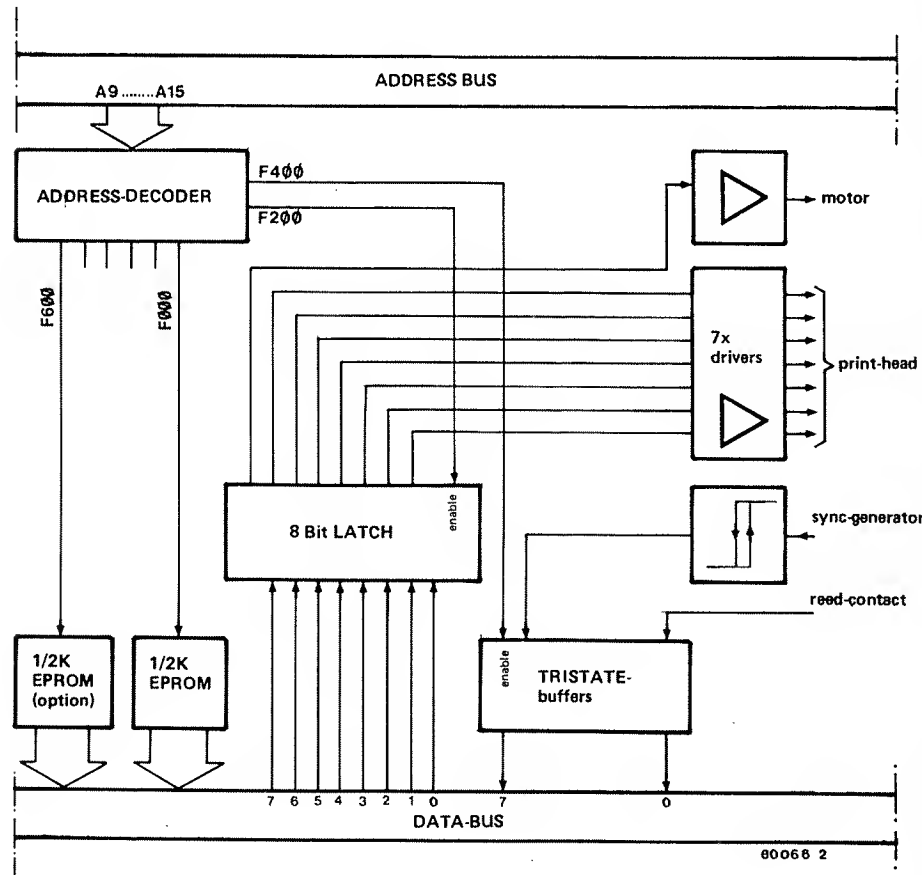 ADDRESS BUS
A9 ........ A15
ADDRESS-DECODER
F4ØØ
F2ØØ
motor
F6ØØ
FØØØ
7x
drivers
print-head
8 Bit LATCH
enable
sync-generator
reed-contact
1/2K
EPROM
(option)
1/2K
EPROM
enable
TRISTATE-
buffers
7 6 5 4 3 2 1 0 7 0
DATA-BUS
80066 2